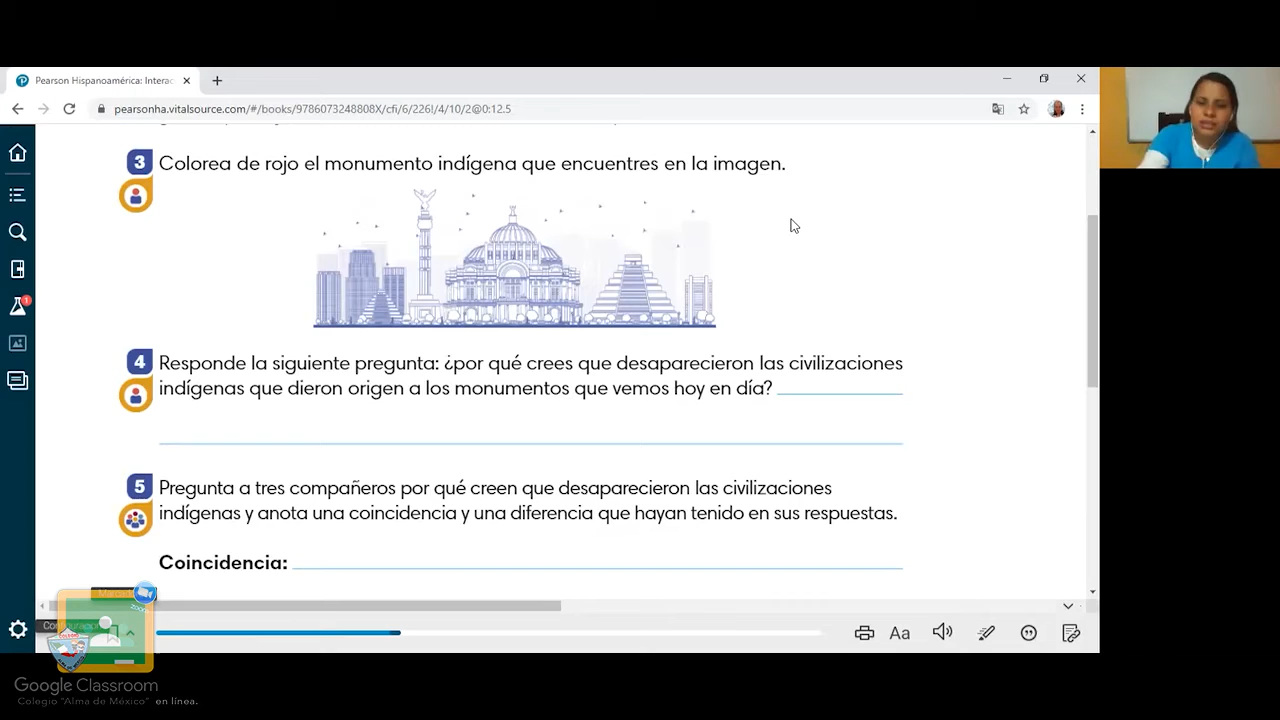 Pearson Hispanoamérica: Interac
pearsonha.vitalsource.com/#/books/9786073248808X/cfi/6/226!/4/10/2@0:12.5
3 Colorea de rojo el monumento indígena que encuentres en la imagen.
4 Responde la siguiente pregunta: ¿por qué crees que desaparecieron las civilizaciones
indígenas que dieron origen a los monumentos que vemos hoy en día?
5 Pregunta a tres compañeros por qué creen que desaparecieron las civilizaciones
indígenas y anota una coincidencia y una diferencia que hayan tenido en sus respuestas.
Coincidencia:
1
zoom
Aa
Google Classroom
Colegio "Alma de México" en línea.